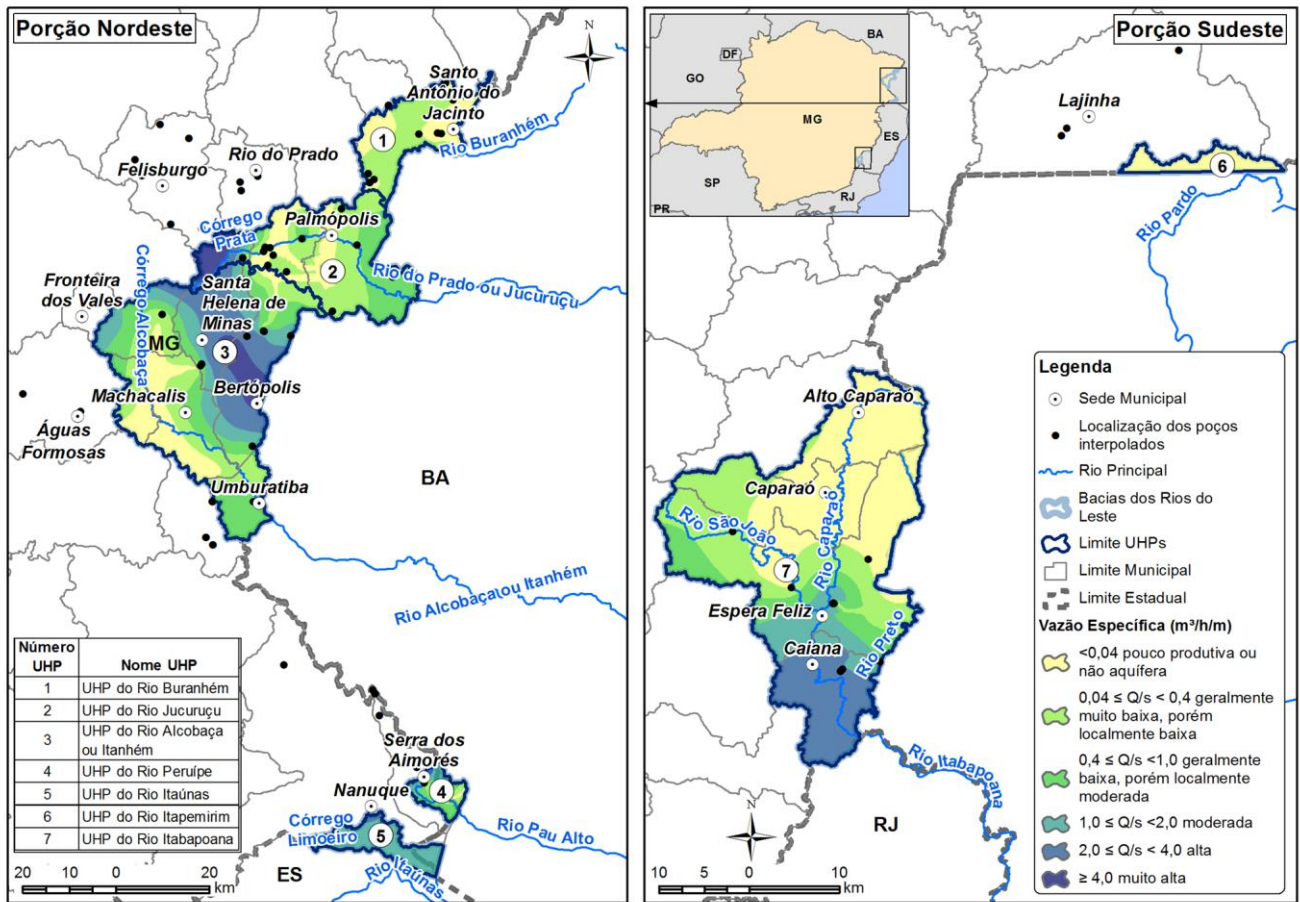 Porção Nordeste
N
Santo
Antônio do
Jacinto
1
Rio Buranhém
Rio do Prado
Felisburgo
Córrego
Prata
Palmópolis
2
Rio do Prado ou Jucuruçu
Fronteira
dos Vales
Córrego Alcobaça
Santa
Helena de
Minas
MG
3
Machacalis
Bertópolis
Águas
Formosas
Umburatiba
BA
Rio Alcobaça ou Itanhém
Número
UHP
Nome UHP
1 UHP do Rio Buranhém
2 UHP do Rio Jucuruçu
3 UHP do Rio Alcobaça
ou Itanhém
4 UHP do Rio Peruípe
5 UHP do Rio Itaúnas
6 UHP do Rio Itapemirim
7 UHP do Rio Itabapoana
Serra dos
Aimorés
Nanuque
4
Córrego
Limoeiro
5
Rio Pau Alto
Rio Itaúnas
ES
20 0 20
km
Porção Sudeste
BA
DF
GO
MG
ES
SP
RJ
PR
Lajinha
6
Rio Pardo
Alto Caparaó
Caparaó
Rio São João
Rio Caparaó
7
Espera Feliz
Caiana
Rio Preto
Rio Itabapoana
N
RJ
10 0 10
km
Legenda
Sede Municipal
Localização dos poços
interpolados
Rio Principal
Bacias dos Rios do
Leste
Limite UHPs
Limite Municipal
Limite Estadual
Vazão Específica (m³/h/m)
<0,04 pouco produtiva ou
não aquífera
0,04 ≤ Q/s < 0,4 geralmente
muito baixa, porém
localmente baixa
0,4 ≤ Q/s <1,0 geralmente
baixa, porém localmente
moderada
1,0 ≤ Q/s <2,0 moderada
2,0 ≤ Q/s < 4,0 alta
≥ 4,0 muito alta